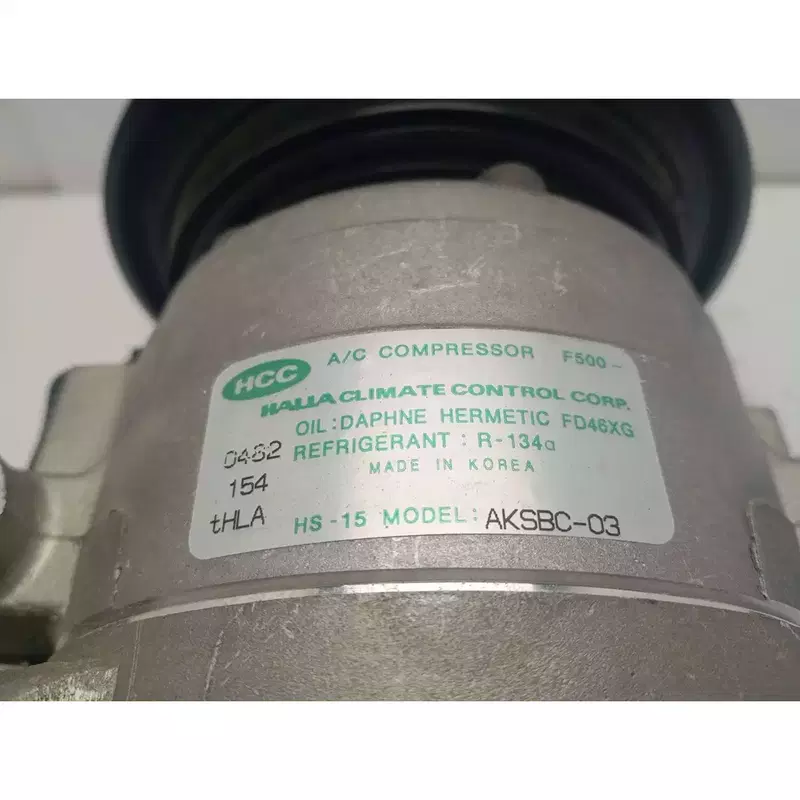 A/C COMPRESSOR F500~
HCC
HALLA CLIMATE CONTROL CORP.
OIL: DAPHNE HERMETIC FD46XG
REFRIGERANT : R-134a
0482
MADE IN KOREA
154
tHLA
HS-15 MODEL: AKSBC-03